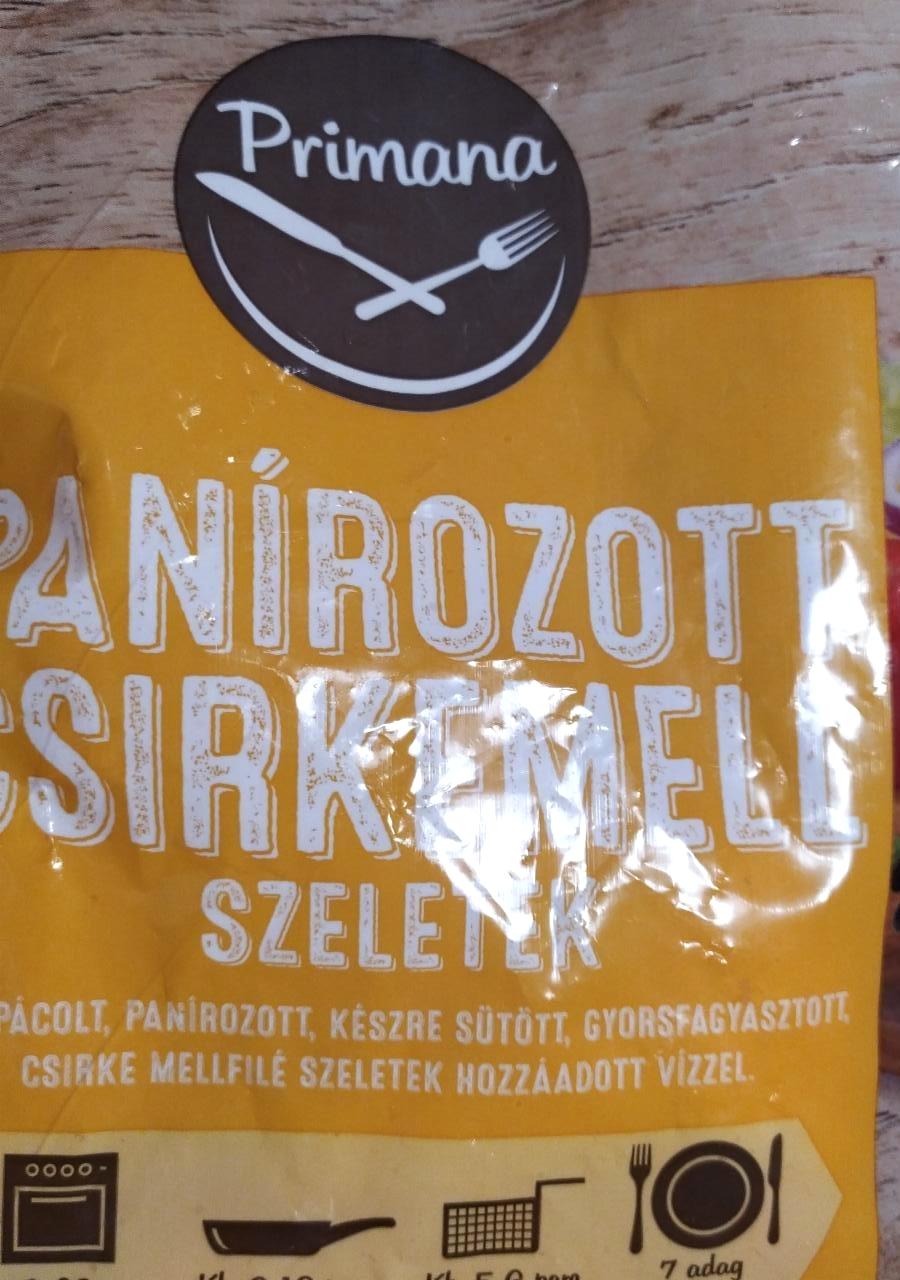 Primana
PANÍROZOTT
CSIRKEMELL
SZELETEK
PÁCOLT, PANÍROZOTT, KÉSZRE SÜTÖTT, GYORSFAGYASZTOTT,
CSIRKE MELLFILÉ SZELETEK HOZZÁADOTT VÍZZEL.
7 adag